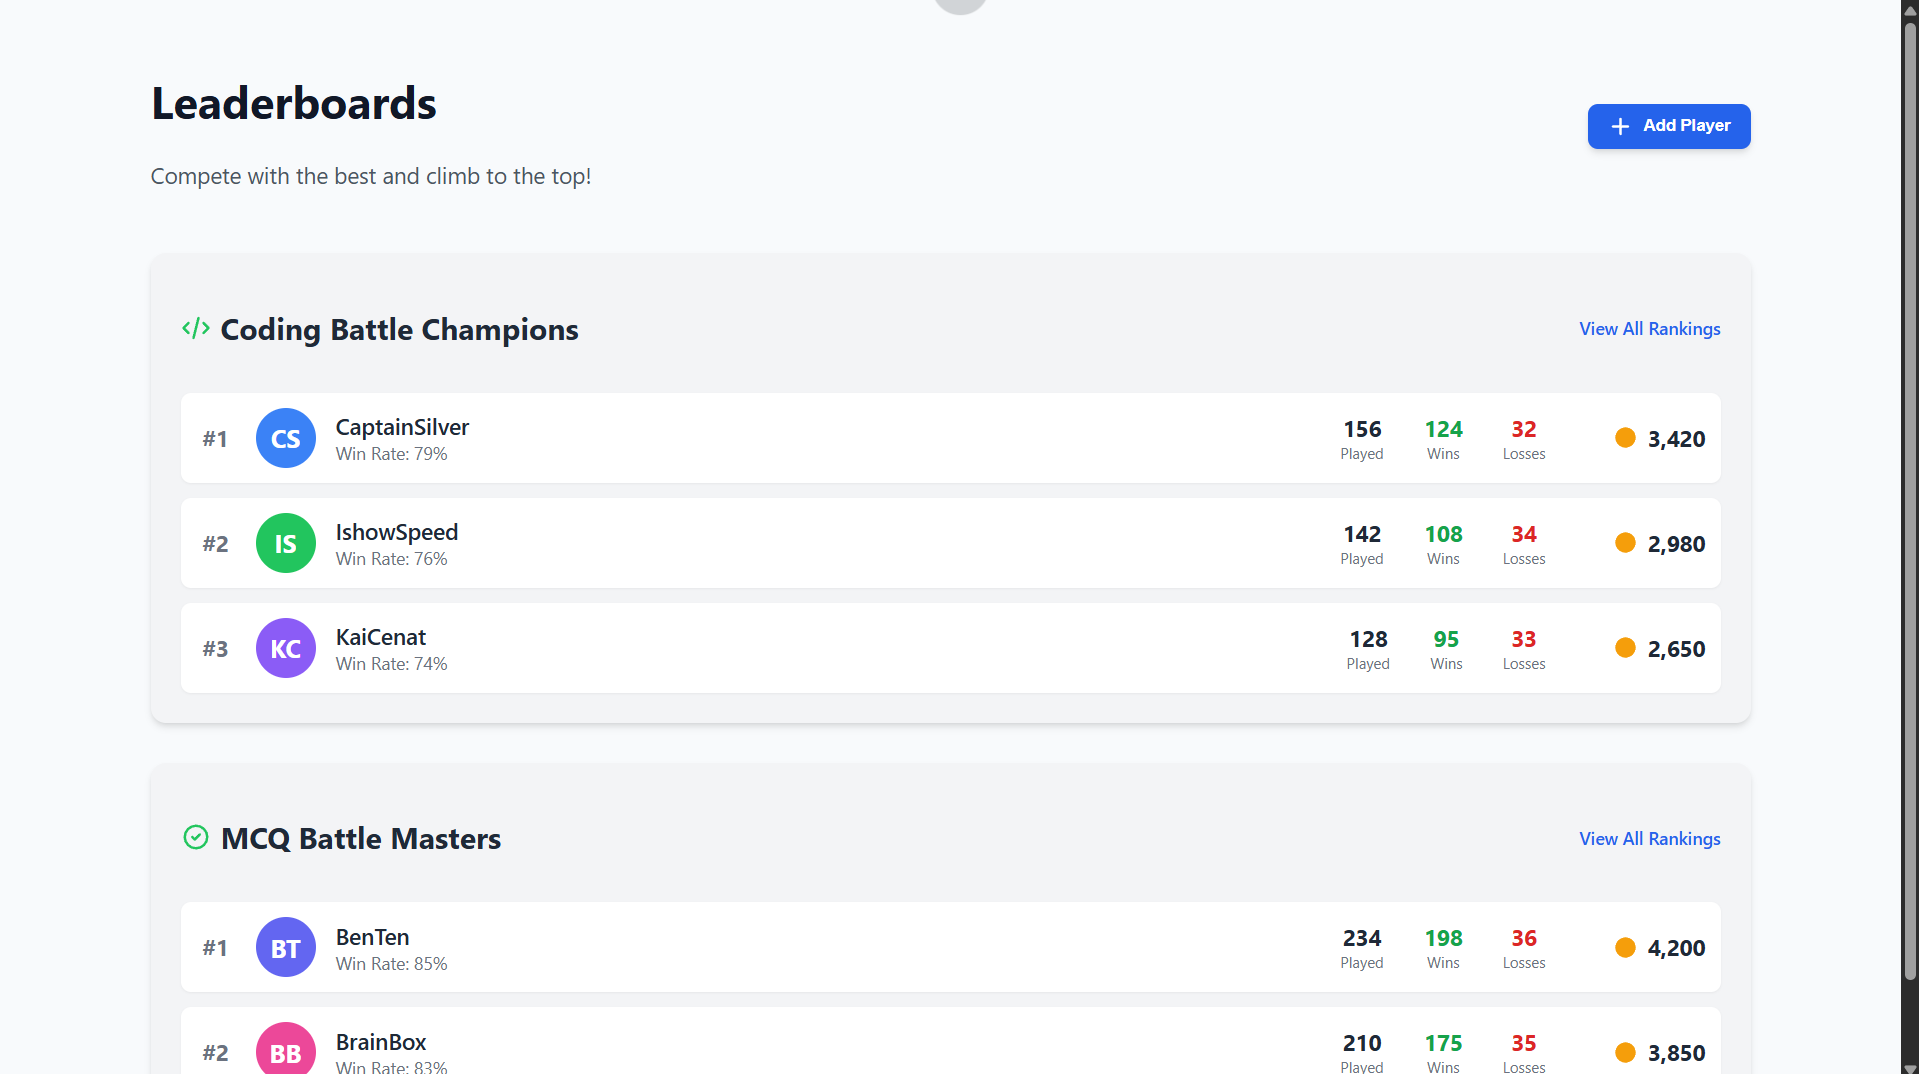 Leaderboards
Add Player
Compete with the best and climb to the top!
Coding Battle Champions
View All Rankings
#1 CS CaptainSilver 156 124 32 3,420
Win Rate: 79% Played Wins Losses
#2 IS IshowSpeed 142 108 34 2,980
Win Rate: 76% Played Wins Losses
#3 KC KaiCenat 128 95 33 2,650
Win Rate: 74% Played Wins Losses
MCQ Battle Masters
View All Rankings
#1 BT BenTen 234 198 36 4,200
Win Rate: 85% Played Wins Losses
#2 BB BrainBox 210 175 35 3,850
Win Rate: 83% Played Wins Losses